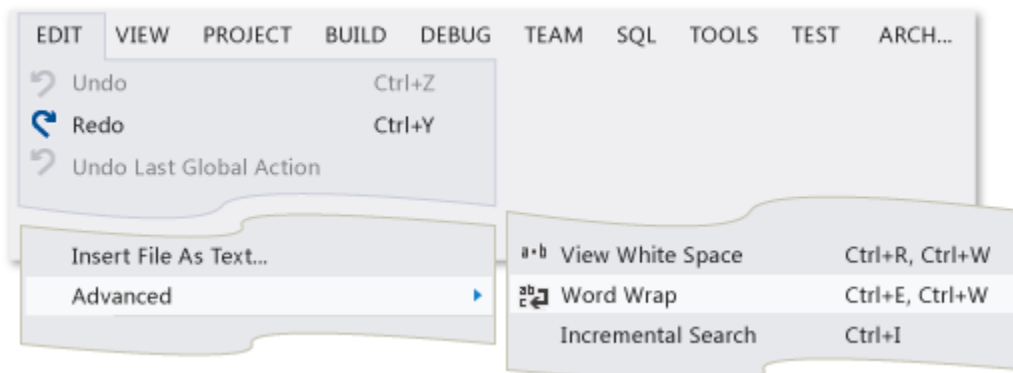 EDIT VIEW PROJECT BUILD DEBUG TEAM SQL TOOLS TEST ARCH...
Undo Ctrl+Z
Redo Ctrl+Y
Undo Last Global Action
Insert File As Text...
Advanced
a·b View White Space Ctrl+R, Ctrl+W
ab c Word Wrap Ctrl+E, Ctrl+W
Incremental Search Ctrl+I